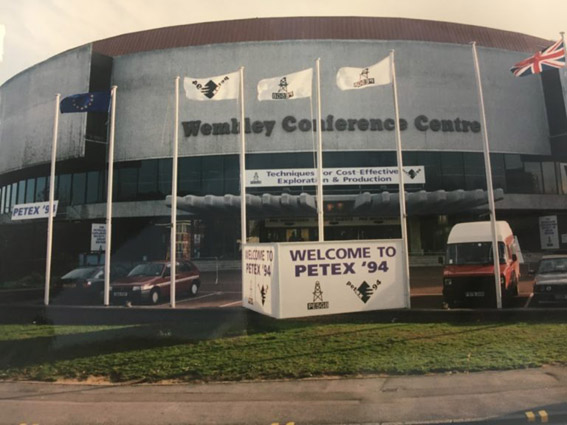 Wembley Conference Centre
Techniques for Cost-Effective
Exploration & Production
PETEX '94
WELCOME TO
PETEX '94
WELCOME TO
PETEX '94
PESGB